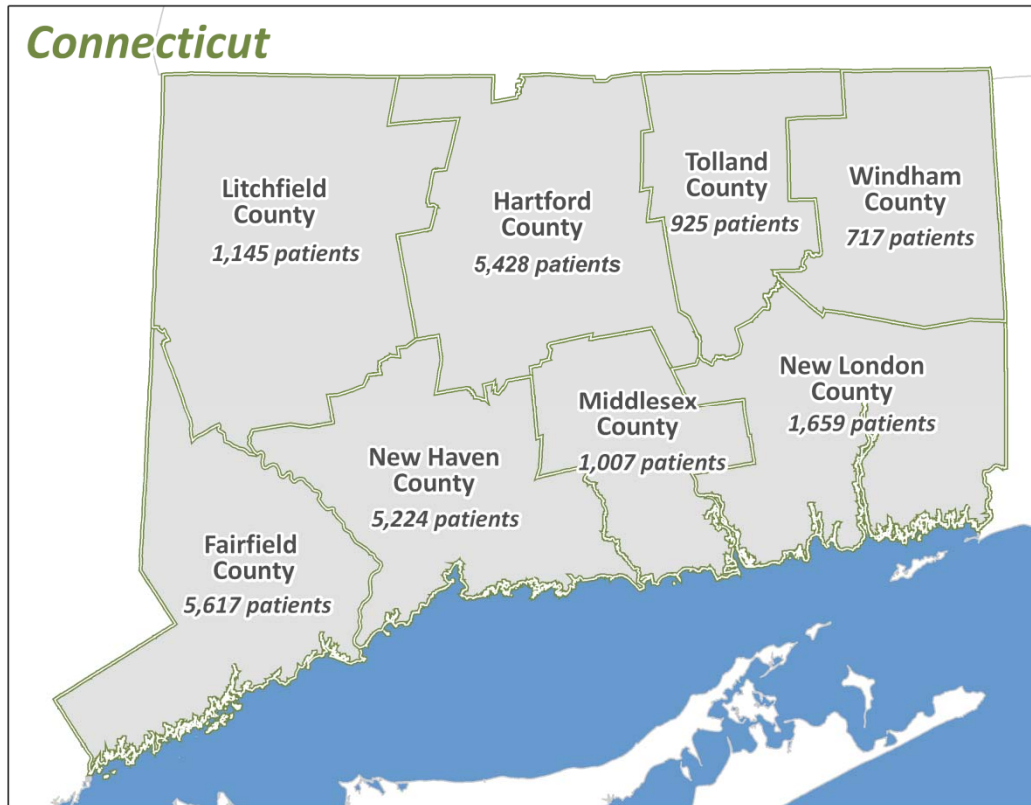 Connecticut
Litchfield
County
1,145 patients
Hartford
County
5,428 patients
Tolland
County
925 patients
Windham
County
717 patients
New Haven
County
5,224 patients
Middlesex
County
1,007 patients
New London
County
1,659 patients
Fairfield
County
5,617 patients